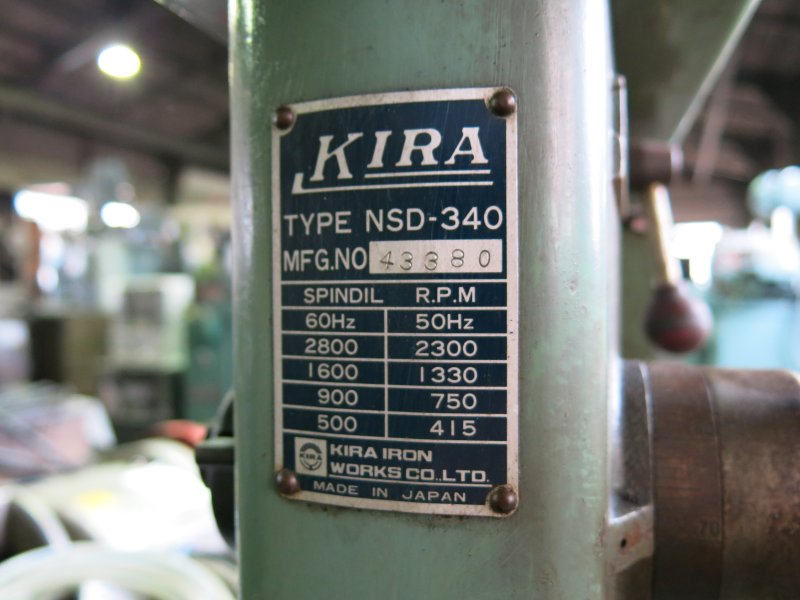 KIRA
TYPE NSD-340
MFG.NO 43380
SPINDIL R.P.M
60Hz 50Hz
2800 2300
1600 1330
900 750
500 415
KIRA
KIRA IRON
WORKS CO.,LTD.
MADE IN JAPAN
70